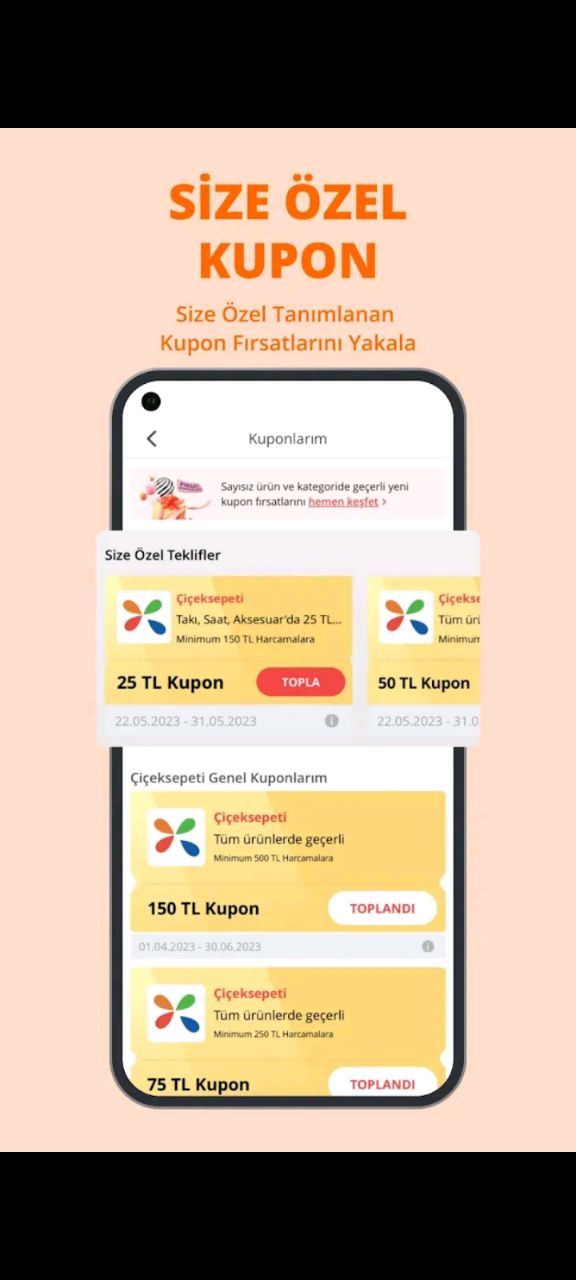 SİZE ÖZEL
KUPON
Size Özel Tanımlanan
Kupon Fırsatlarını Yakala
Kuponlarım
Sayısız ürün ve kategoride geçerli yeni
kupon fırsatlarını hemen keşfet >
Size Özel Teklifler
Çiçeksepeti
Takı, Saat, Aksesuar'da 25 TL...
Minimum 150 TL Harcamalara
25 TL Kupon
TOPLA
22.05.2023 - 31.05.2023
Çiçekse
Tüm ürü
Minimum
50 TL Kupon
22.05.2023 - 31.0
Çiçeksepeti Genel Kuponlarım
Çiçeksepeti
Tüm ürünlerde geçerli
Minimum 500 TL Harcamalara
150 TL Kupon
TOPLANDI
01.04.2023 - 30.06.2023
Çiçeksepeti
Tüm ürünlerde geçerli
Minimum 250 TL Harcamalara
75 TL Kupon
TOPLANDI